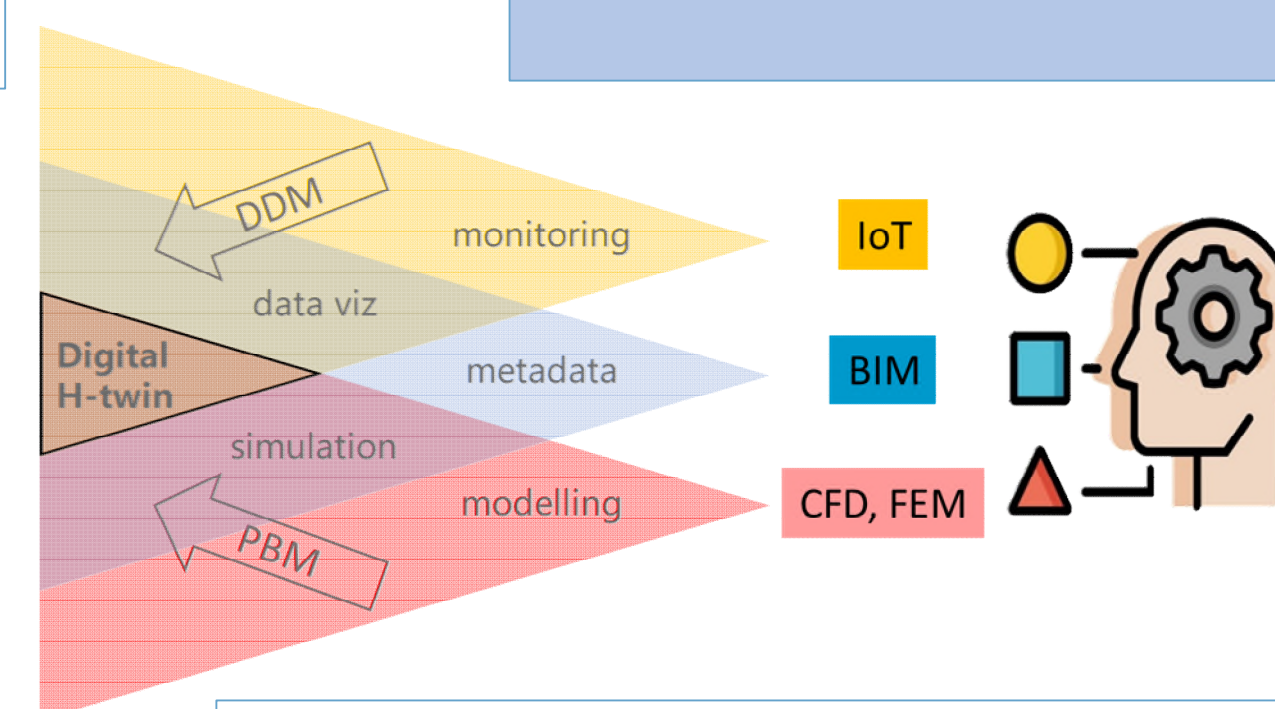 DDM
monitoring
IoT
data viz
Digital
H-twin
metadata
BIM
simulation
modelling
CFD, FEM
PBM